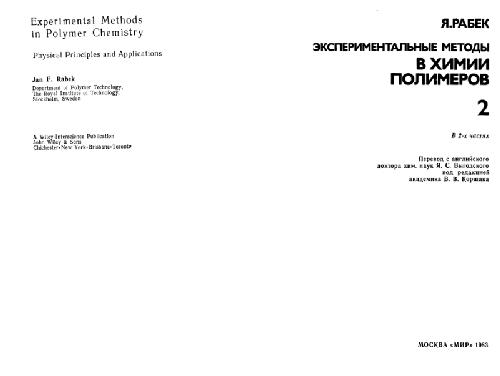 Experimental Methods
in Polymer Chemistry
Physical Principles and Applications
Jan F. Rabek
Department of Polymer Technology,
The Royal Institute of Technology,
Stockholm, Sweden
A Wiley-Interscience Publication
John Wiley & Sons
Chichester · New York · Brisbane · Toronto
Я.РАБЕК
ЭКСПЕРИМЕНТАЛЬНЫЕ МЕТОДЫ
В ХИМИИ
ПОЛИМЕРОВ
2
В 2-х частях
Перевод с английского
доктора хим. наук Я. С. Выгодского
под редакцией
академика В. В. Коршака
МОСКВА «МИР» 1983